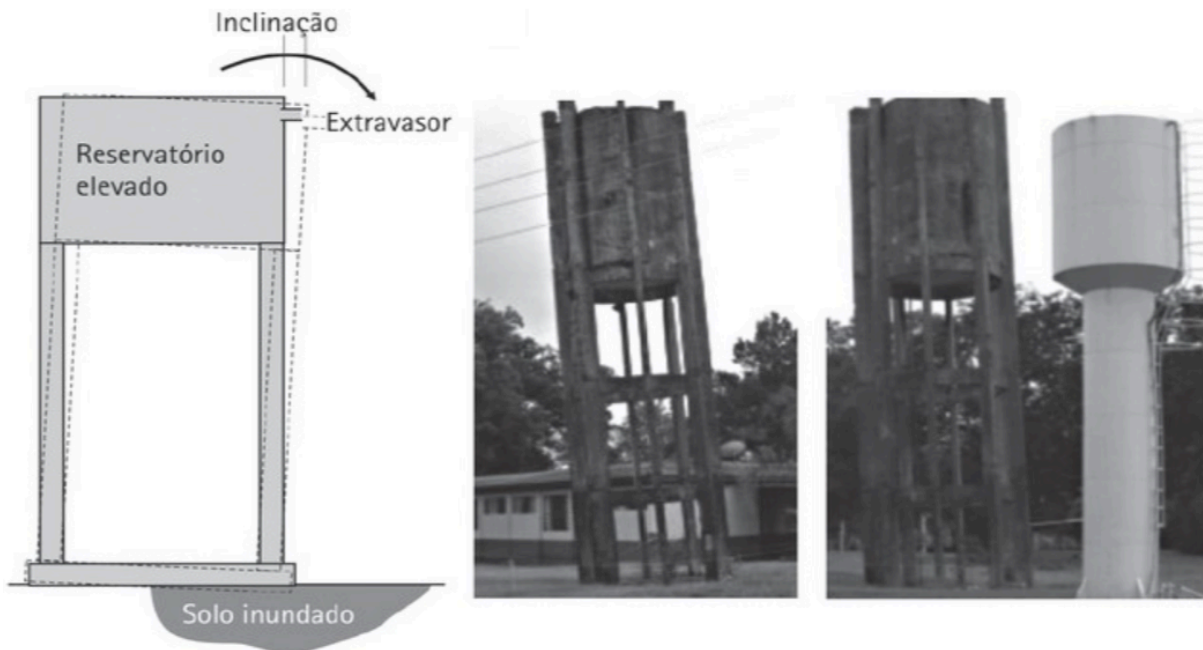 Inclinação
Extravasor
Reservatório
elevado
Solo inundado